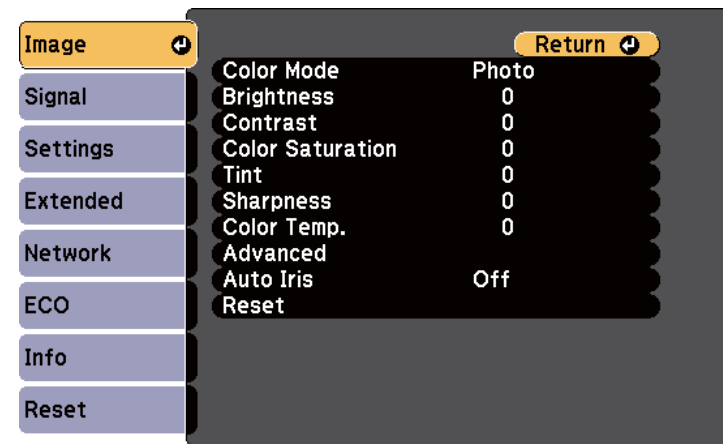 Image
Signal
Settings
Extended
Network
ECO
Info
Reset
Return
Color Mode Photo
Brightness 0
Contrast 0
Color Saturation 0
Tint 0
Sharpness 0
Color Temp. 0
Advanced
Auto Iris Off
Reset